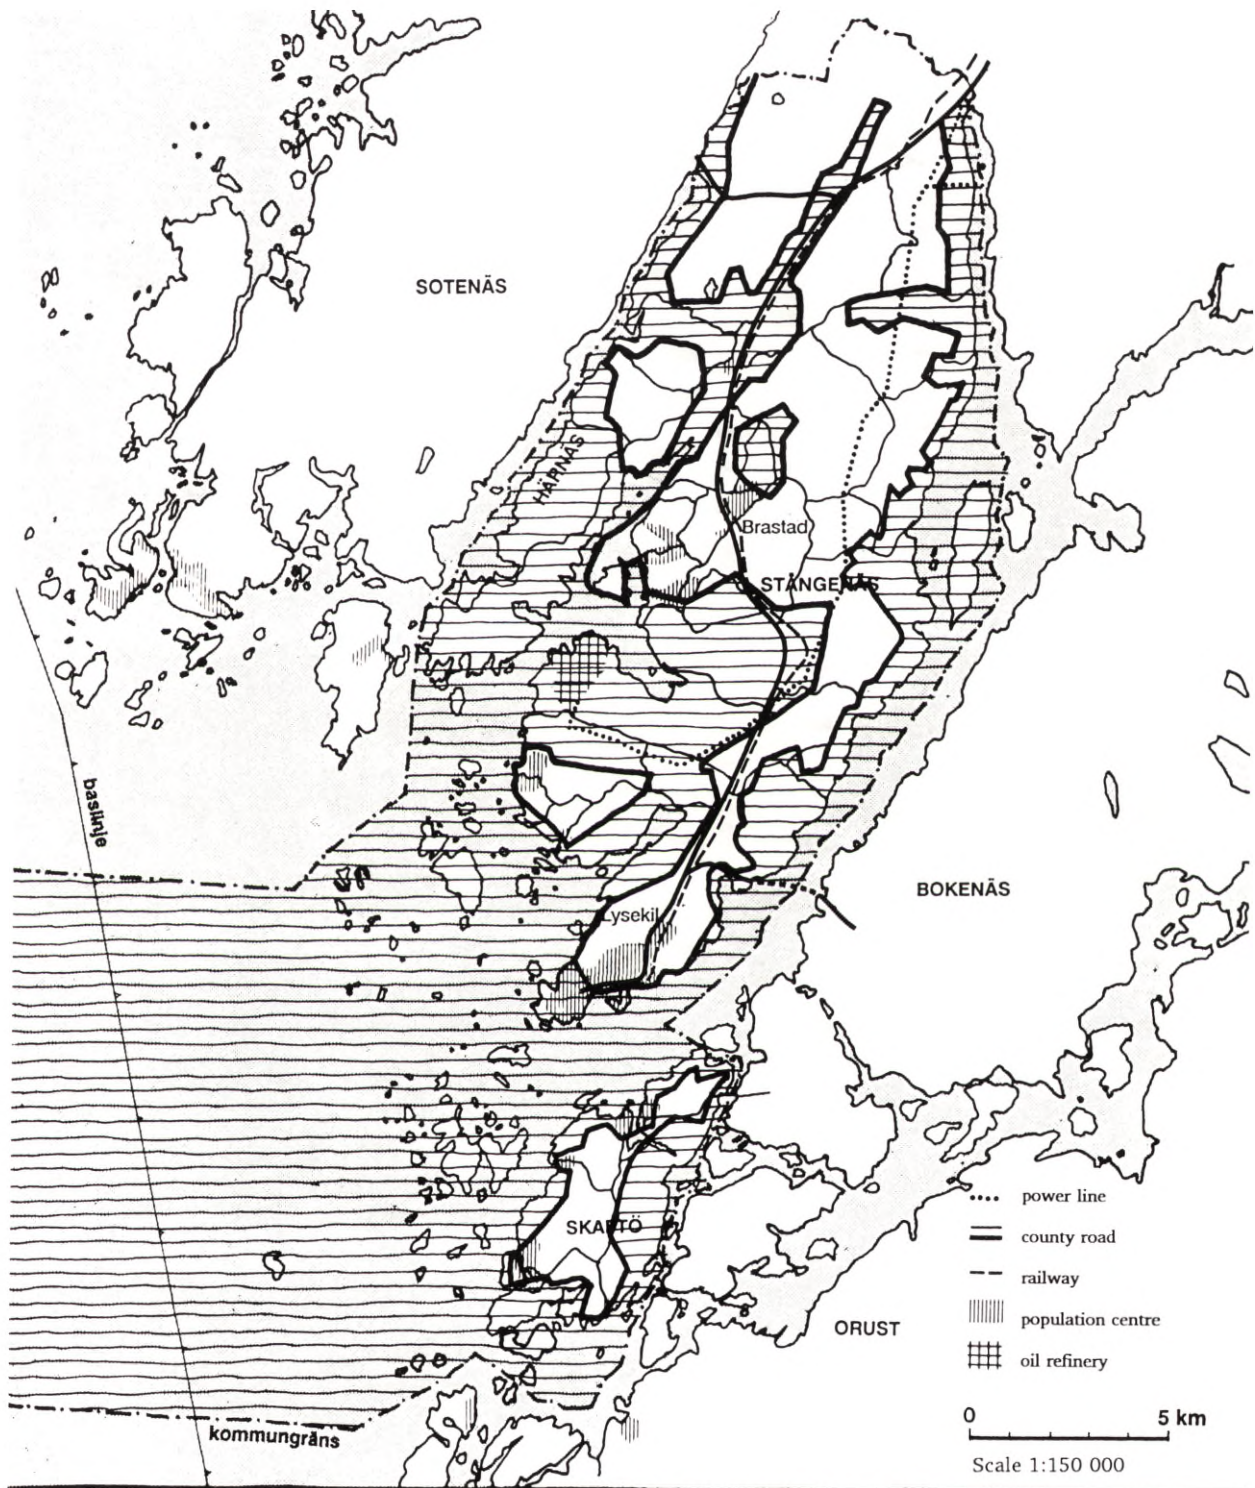 SOTENÄS
HÄRNÄS
Brastad
STÅNGENÄS
baslinje
BOKENÄS
Lysekil
SKAFTÖ
ORUST
kommungräns
power line
county road
railway
population centre
oil refinery
0 5 km
Scale 1:150 000